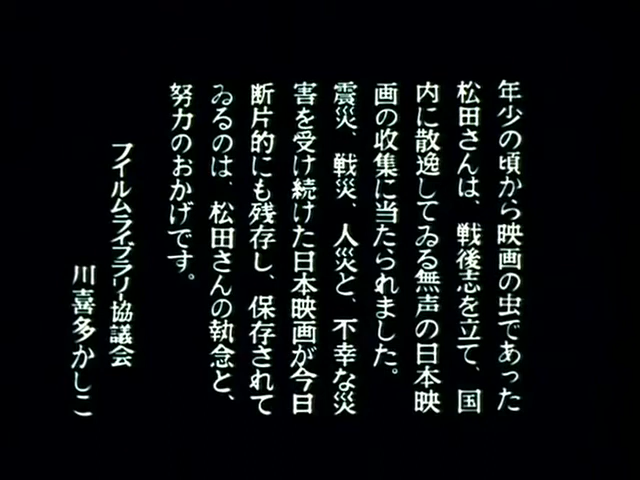 年少の頃から映画の虫であった
松田さんは、戦後志を立て、国
内に散逸してゐる無声の日本映
画の収集に当たられました。
震災、戦災、人災と、不幸な災
害を受け続けた日本映画が今日
断片的にも残存し、保存されて
ゐるのは、松田さんの執念と、
努力のおかげです。
フイルムライブラリー協議会
川喜多かしこ